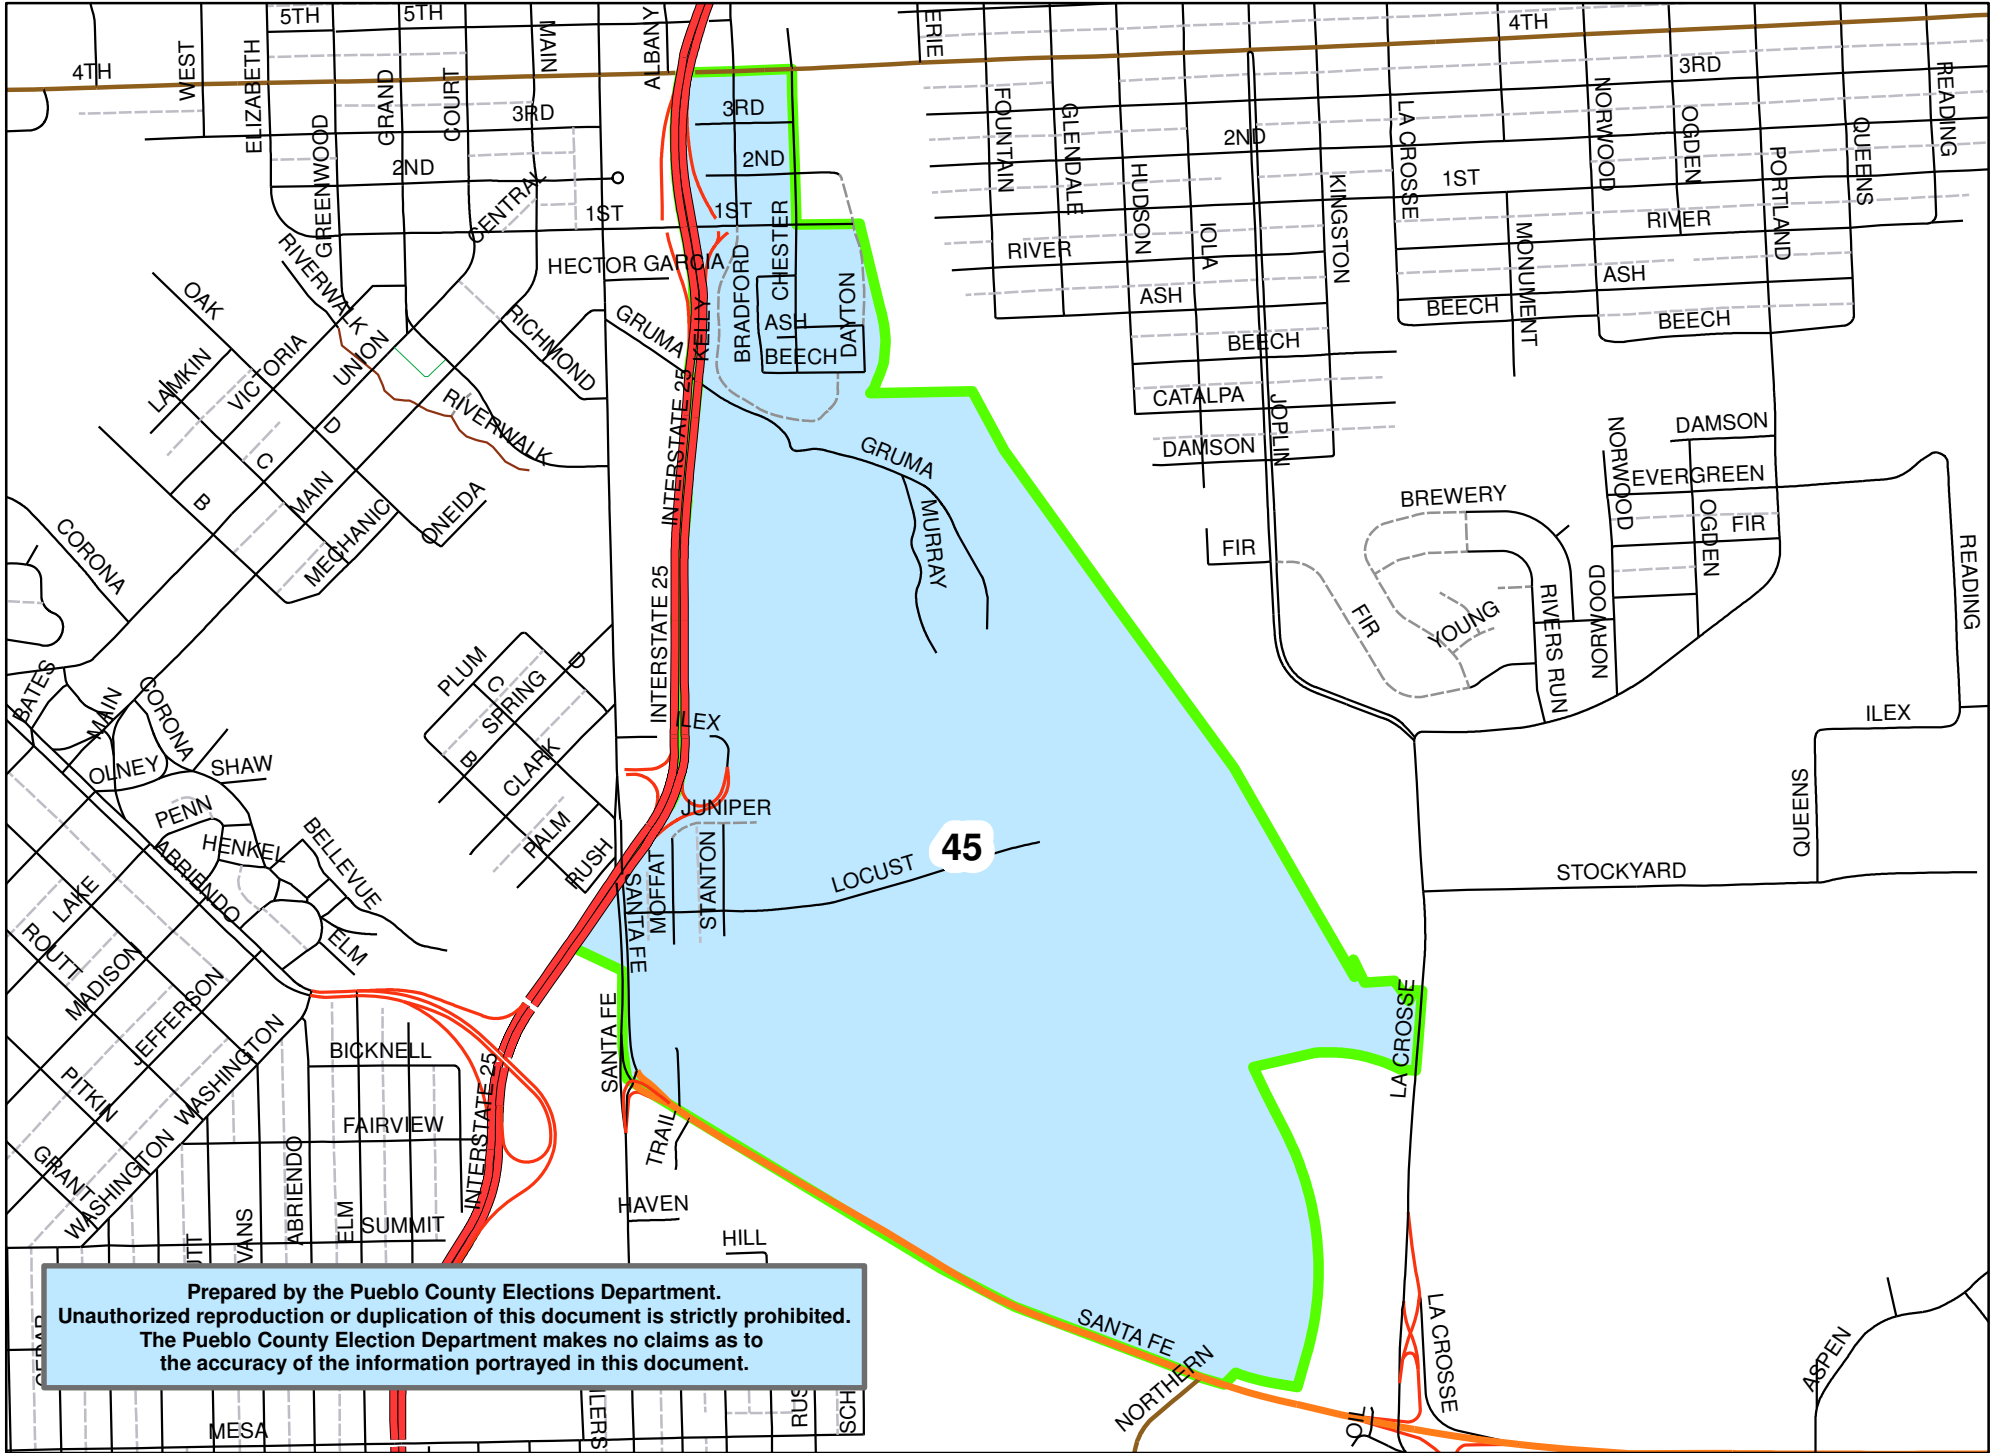 5TH
5TH
MAIN
ALBANY
ERIE
4TH
4TH
WEST
ELIZABETH
GRAND
COURT
3RD
3RD
3RD
READING
FOUNTAIN
GLENDALE
LA CROSSE
NORWOOD
OGDEN
QUEENS
GREENWOOD
2ND
2ND
2ND
CENTRAL
1ST
1ST
1ST
HUDSON
IOLA
KINGSTON
MONUMENT
PORTLAND
RIVER
RIVER
RIVERWALK
HECTOR GARCIA
CHESTER
BRADFORD
DAYTON
KELLY
ASH
ASH
ASH
BEECH
BEECH
BEECH
BEECH
OAK
LAMKIN
VICTORIA
UNION
RICHMOND
GRUMA
RIVERWALK
CATALPA
JOPLIN
DAMSON
DAMSON
NORWOOD
EVERGREEN
OGDEN
FIR
D
C
B
MAIN
MECHANIC
ONEIDA
CORONA
INTERSTATE 25
GRUMA
MURRAY
BREWERY
FIR
FIR
YOUNG
RIVERS RUN
NORWOOD
READING
INTERSTATE 25
PLUM
C
SPRING
D
B
CLARK
PALM
RUSH
BATES
MAIN
CORONA
OLNEY
SHAW
PENN
HENKEL
BELLEVUE
ABRIENDO
ELM
ILEX
ILEX
JUNIPER
MOFFAT
STANTON
SANTA FE
LOCUST
45
QUEENS
STOCKYARD
LAKE
ROUTT
MADISON
JEFFERSON
PITKIN
WASHINGTON
GRANT
WASHINGTON
BICKNELL
FAIRVIEW
INTERSTATE 25
SANTA FE
TRAIL
LA CROSSE
ABRIENDO
ELM
SUMMIT
HAVEN
HILL
VANS
UTT
Prepared by the Pueblo County Elections Department.
Unauthorized reproduction or duplication of this document is strictly prohibited.
The Pueblo County Election Department makes no claims as to
the accuracy of the information portrayed in this document.
SANTA FE
NORTHERN
LA CROSSE
OIL
ASPEN
MESA
ILERS
RUS
SCH